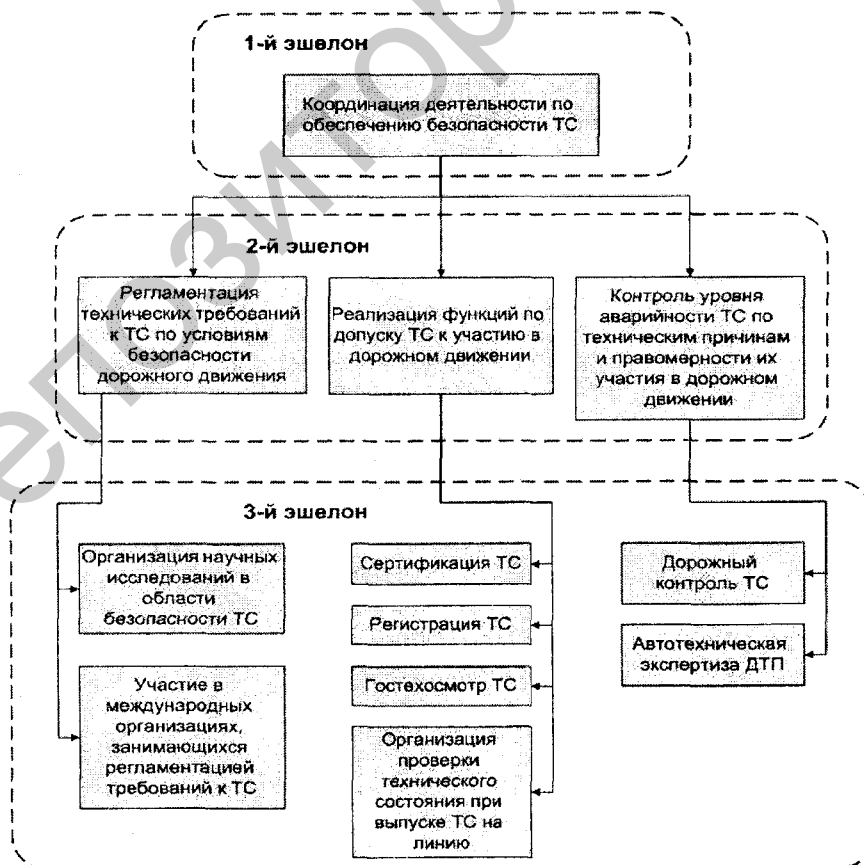 1-й эшелон
Координация деятельности по
обеспечению безопасности ТС
2-й эшелон
Регламентация
технических требований
к ТС по условиям
безопасности
дорожного движения
Реализация функций по
допуску ТС к участию в
дорожном движении
Контроль уровня
аварийности ТС по
техническим причинам
и правомерности их
участия в дорожном
движении
3-й эшелон
Организация научных
исследований в
области
безопасности ТС
Участие в
международных
организациях,
занимающихся
регламентацией
требований к ТС
Сертификация ТС
Регистрация ТС
Гостехосмотр ТС
Организация
проверки
технического
состояния при
выпуске ТС на
линию
Дорожный
контроль ТС
Автотехническая
экспертиза ДТП